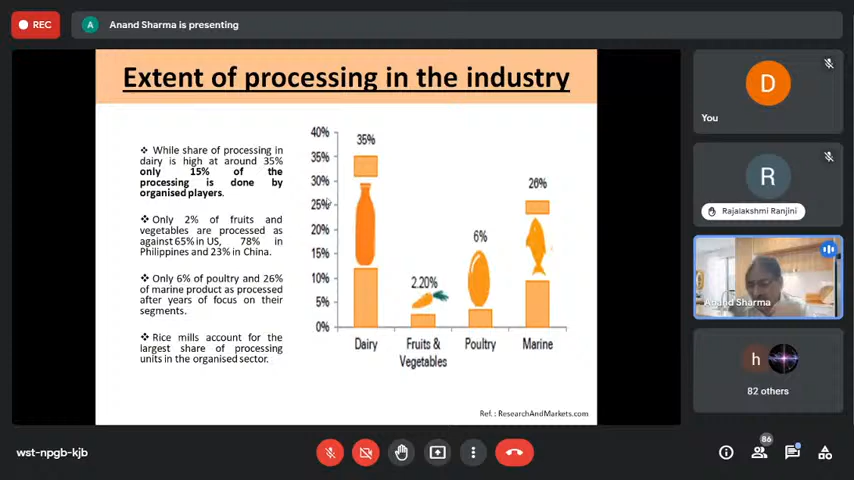 REC
A
Anand Sharma is presenting
Extent of processing in the industry
❖ While share of processing in
dairy is high at around 35%
only 15% of the
processing is done by
organised players.
❖ Only 2% of fruits and
vegetables are processed as
against 65% in US, 78% in
Philippines and 23% in China.
❖ Only 6% of poultry and 26%
of marine product as processed
after years of focus on their
segments.
❖ Rice mills account for the
largest share of processing
units in the organised sector.
40%
35%
30%
25%
20%
15%
10%
5%
0%
35%
2.20%
6%
26%
Dairy
Fruits &
Vegetables
Poultry
Marine
Ref. : ResearchAndMarkets.com
D
You
R
Rajalakshmi Ranjini
Anand Sharma
h
82 others
wst-npgb-kjb
86